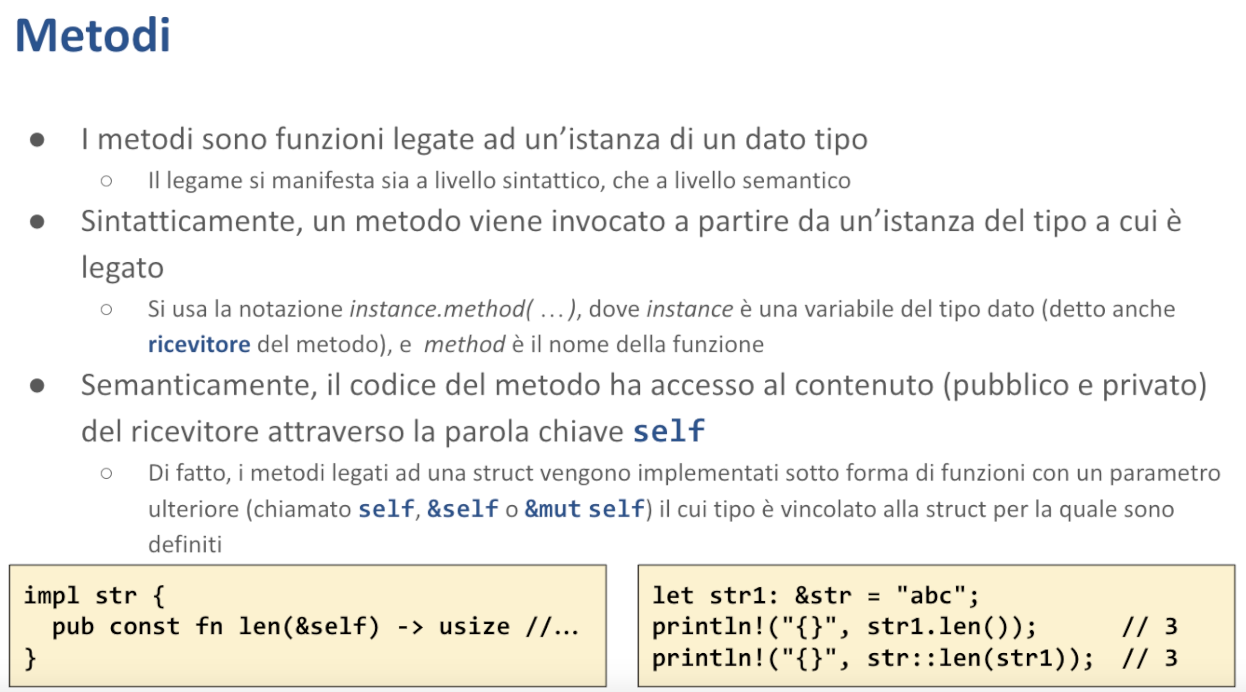 Metodi
● I metodi sono funzioni legate ad un’istanza di un dato tipo
○ Il legame si manifesta sia a livello sintattico, che a livello semantico
● Sintatticamente, un metodo viene invocato a partire da un’istanza del tipo a cui è
legato
○ Si usa la notazione instance.method( ... ), dove instance è una variabile del tipo dato (detto anche
ricevitore del metodo), e method è il nome della funzione
● Semanticamente, il codice del metodo ha accesso al contenuto (pubblico e privato)
del ricevitore attraverso la parola chiave self
○ Di fatto, i metodi legati ad una struct vengono implementati sotto forma di funzioni con un parametro
ulteriore (chiamato self, &self o &mut self) il cui tipo è vincolato alla struct per la quale sono
definiti
impl str {
  pub const fn len(&self) -> usize //...
}
let str1: &str = "abc";
println!("{}", str1.len());      // 3
println!("{}", str::len(str1));  // 3